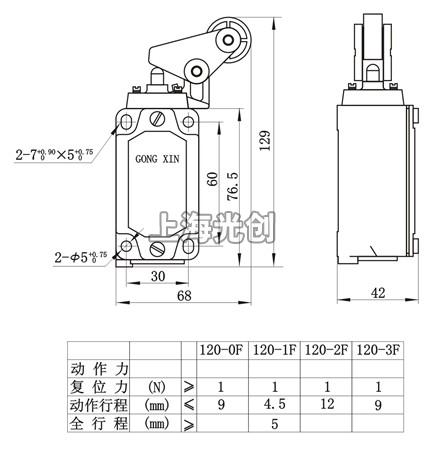 GONG XIN
2-7+0.90 0×5+0.75 0
60
76.5
129
上海光创
2-Φ5+0.75 0
30
68
42
120-0F 120-1F 120-2F 120-3F
动 作 力
复 位 力 (N) ≥ 1 1 1 1
动作行程 (mm) ≤ 9 4.5 12 9
全 行 程 (mm) ≥ 5